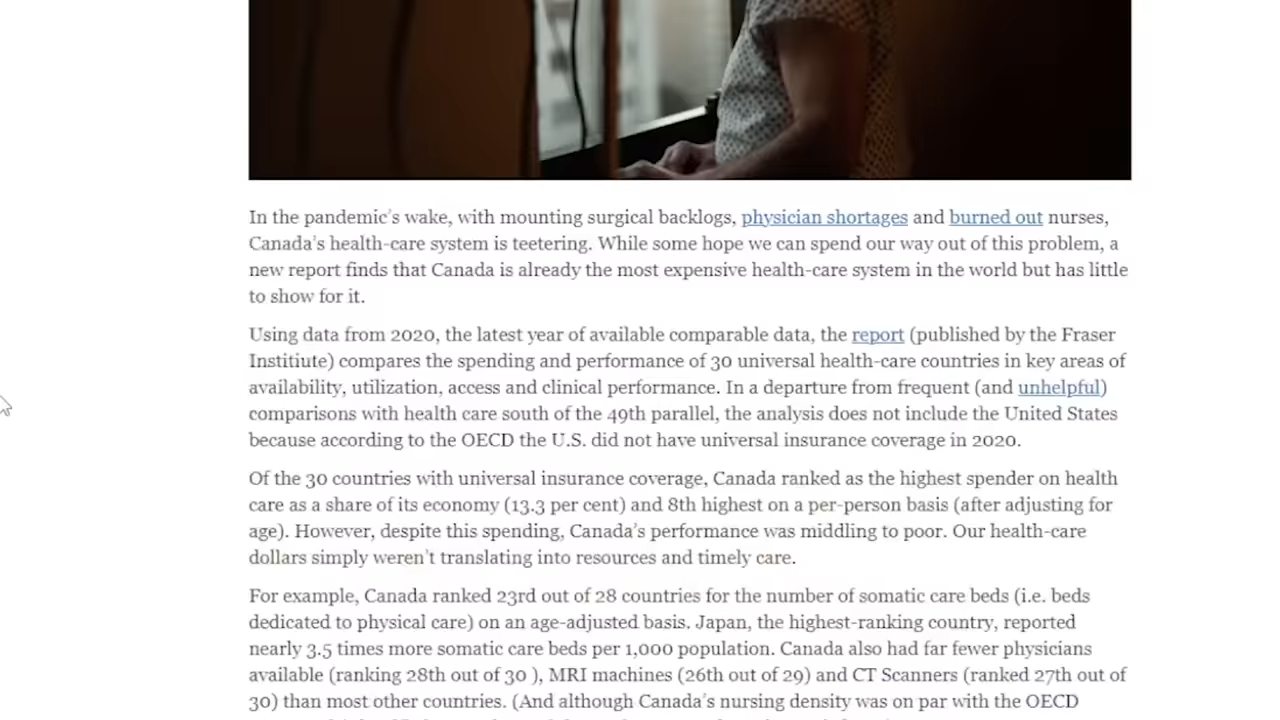 In the pandemic's wake, with mounting surgical backlogs, physician shortages and burned out nurses,
Canada's health-care system is teetering. While some hope we can spend our way out of this problem, a
new report finds that Canada is already the most expensive health-care system in the world but has little
to show for it.
Using data from 2020, the latest year of available comparable data, the report (published by the Fraser
Institiute) compares the spending and performance of 30 universal health-care countries in key areas of
availability, utilization, access and clinical performance. In a departure from frequent (and unhelpful)
comparisons with health care south of the 49th parallel, the analysis does not include the United States
because according to the OECD the U.S. did not have universal insurance coverage in 2020.
Of the 30 countries with universal insurance coverage, Canada ranked as the highest spender on health
care as a share of its economy (13.3 per cent) and 8th highest on a per-person basis (after adjusting for
age). However, despite this spending, Canada's performance was middling to poor. Our health-care
dollars simply weren't translating into resources and timely care.
For example, Canada ranked 23rd out of 28 countries for the number of somatic care beds (i.e. beds
dedicated to physical care) on an age-adjusted basis. Japan, the highest-ranking country, reported
nearly 3.5 times more somatic care beds per 1,000 population. Canada also had far fewer physicians
available (ranking 28th out of 30 ), MRI machines (26th out of 29) and CT Scanners (ranked 27th out of
30) than most other countries. (And although Canada's nursing density was on par with the OECD